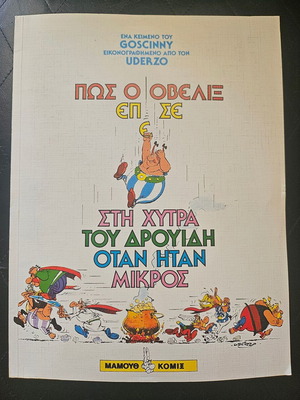 ΕΝΑ ΚΕΙΜΕΝΟ ΤΟΥ
GOSCINNY
ΕΙΚΟΝΟΓΡΑΦΗΜΕΝΟ ΑΠΟ ΤΟΝ
UDERZO
ΠΩΣ Ο ΟΒΕΛΙΞ
ΕΠ ΣΕ
Ε
ΣΤΗ ΧΥΤΡΑ
ΤΟΥ ΔΡΟΥΙΔΗ
ΟΤΑΝ ΗΤΑΝ
ΜΙΚΡΟΣ
ΜΑΜΟΥΘ ΚΟΜΙΞ